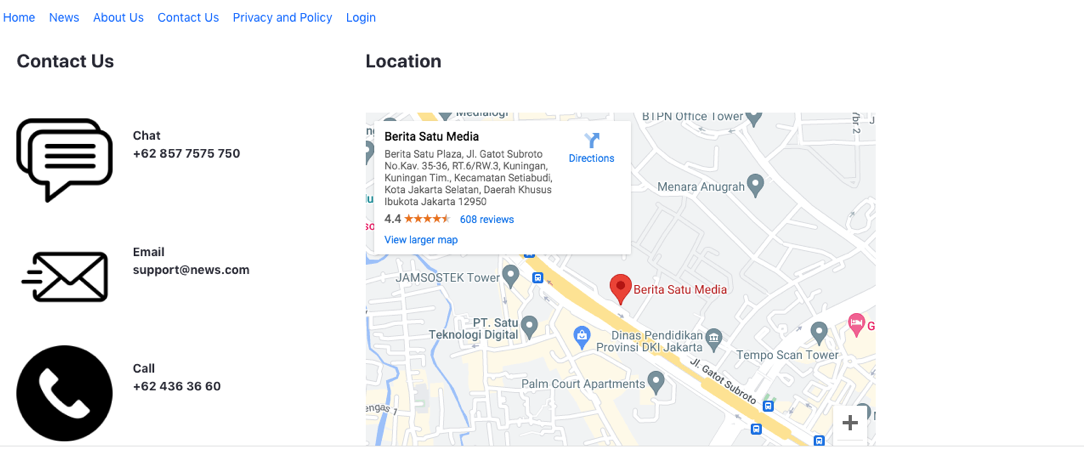 Home News About Us Contact Us Privacy and Policy Login
Contact Us
Chat
+62 857 7575 750
Email
support@news.com
Call
+62 436 36 60
Location
BTPN Office Tower
Berita Satu Media
Berita Satu Plaza, Jl. Gatot Subroto
No.Kav. 35-36, RT.6/RW.3, Kuningan,
Kuningan Tim., Kecamatan Setiabudi,
Kota Jakarta Selatan, Daerah Khusus
Ibukota Jakarta 12950
4.4 608 reviews
View larger map
Directions
Menara Anugrah
JAMSOSTEK Tower
Berita Satu Media
PT. Satu
Teknologi Digital
Dinas Pendidikan
Provinsi DKI Jakarta
Tempo Scan Tower
Jl. Gatot Subroto
Palm Court Apartments